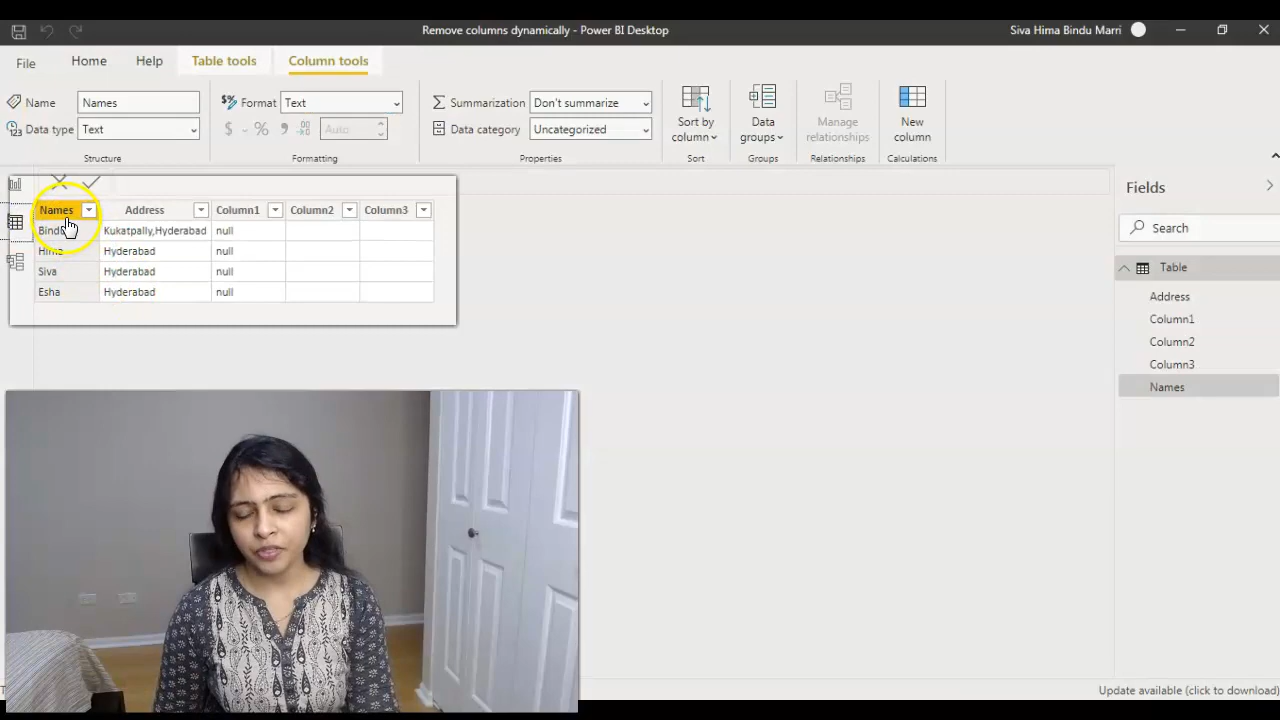 Remove columns dynamically - Power BI Desktop
Siva Hima Bindu Marri
File
Home
Help
Table tools
Column tools
Name
Names
Format
Text
Summarization
Don't summarize
Data type
Text
$
%
Auto
Data category
Uncategorized
Sort by
column
Data
groups
Manage
relationships
New
column
Structure
Formatting
Properties
Sort
Groups
Relationships
Calculations
Names Address Column1 Column2 Column3
Kukatpally,Hyderabad null
Hyderabad null
Siva Hyderabad null
Esha Hyderabad null
Fields
Search
Table
Address
Column1
Column2
Column3
Names
Update available (click to download)